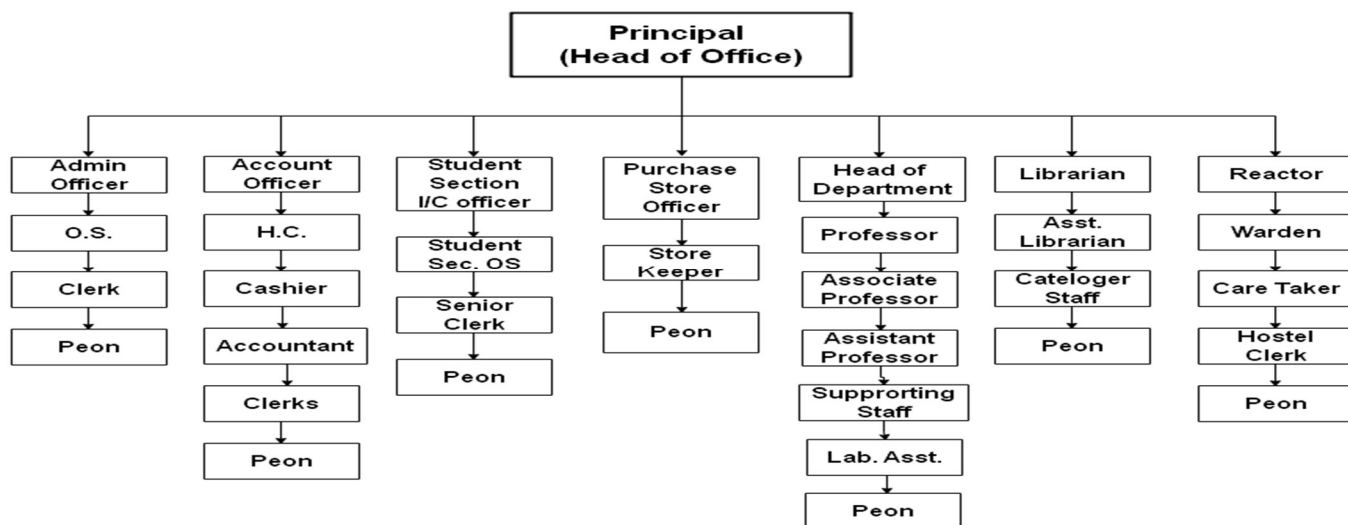 Principal
(Head of Office)
Admin
Officer
O.S.
Clerk
Peon
Account
Officer
H.C.
Cashier
Accountant
Clerks
Peon
Student
Section
I/C officer
Student
Sec. OS
Senior
Clerk
Peon
Purchase
Store
Officer
Store
Keeper
Peon
Head of
Department
Professor
Associate
Professor
Assistant
Professor
Supprorting
Staff
Lab. Asst.
Peon
Librarian
Asst.
Librarian
Cateloger
Staff
Peon
Reactor
Warden
Care Taker
Hostel
Clerk
Peon